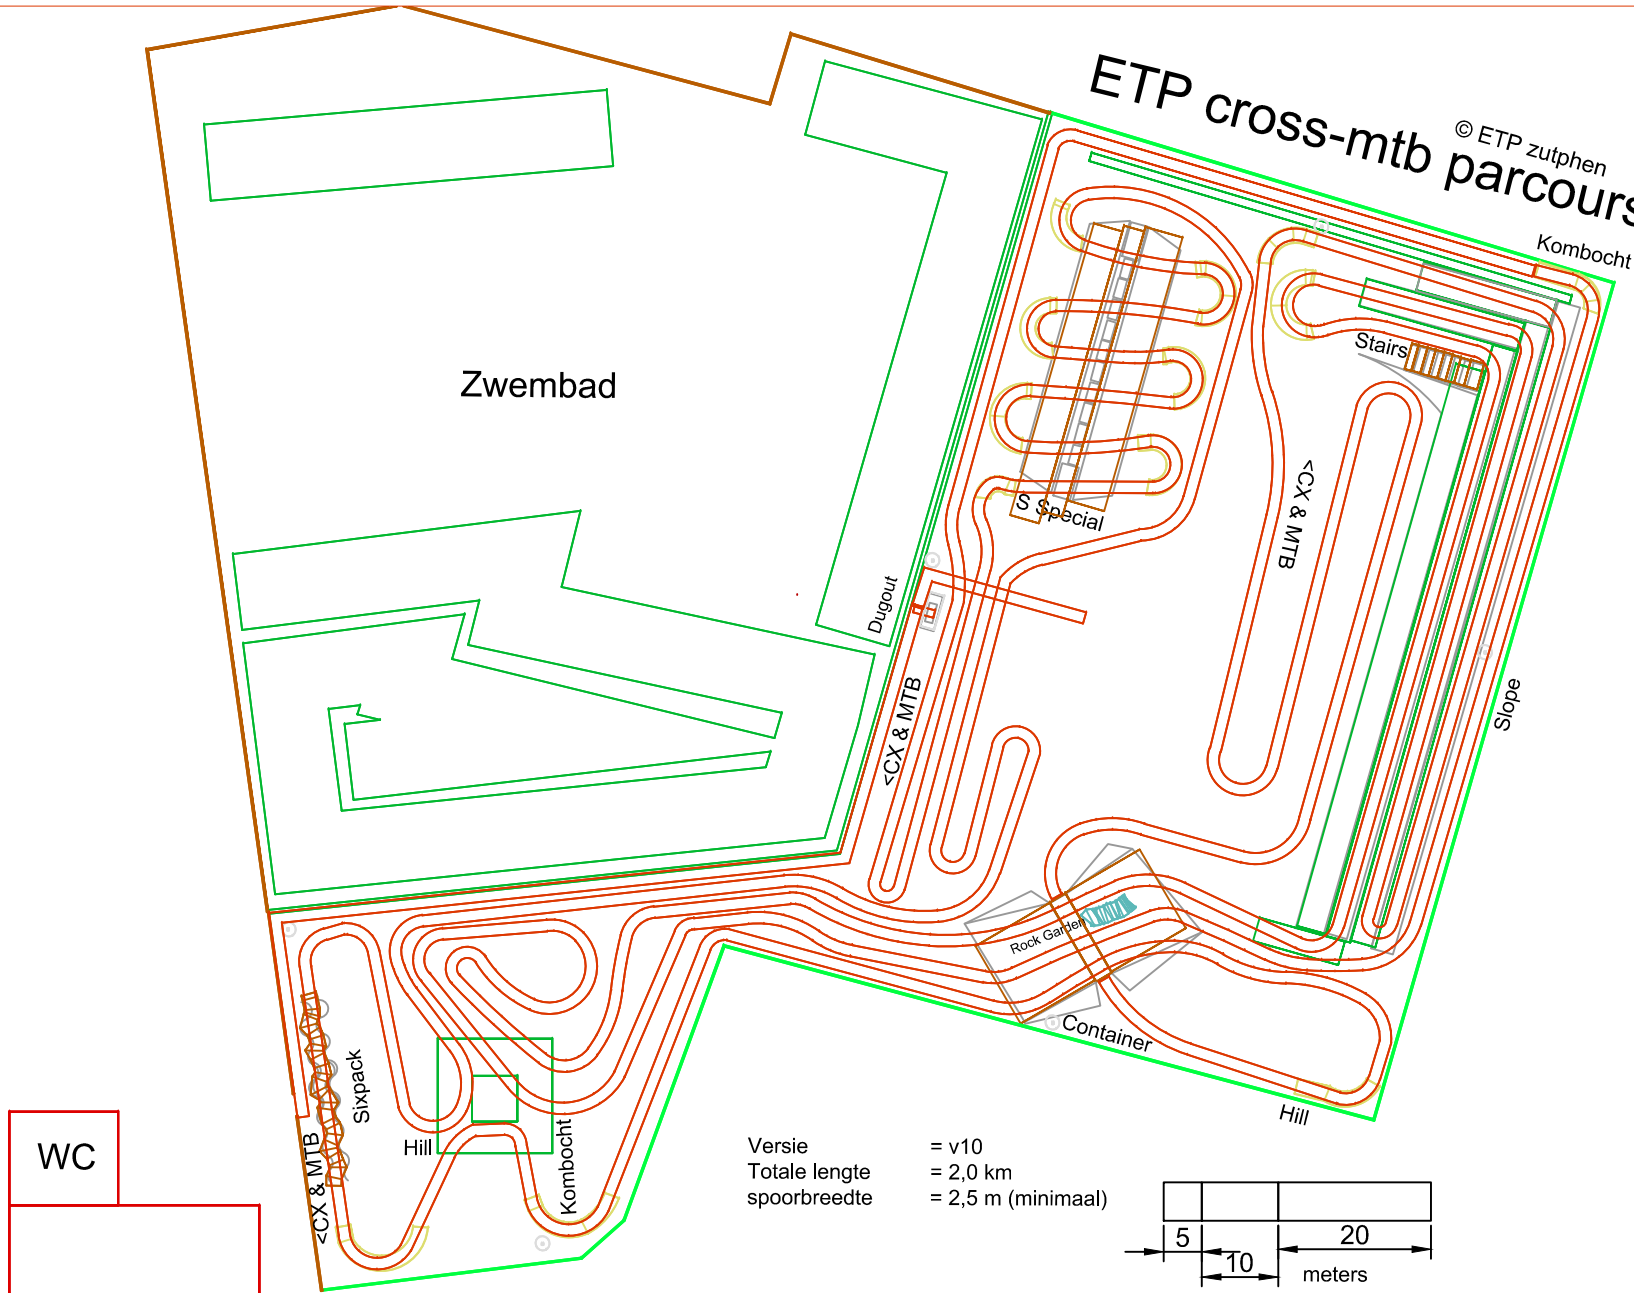 ETP cross-mtb parcours
© ETP zutphen
Kombocht
Stairs
Zwembad
<CX & MTB
S Special
Dugout
Slope
<CX & MTB
Rock Garden
Container
Hill
Sixpack
Hill
Kombocht
<CX & MTB
WC
Versie = v10
Totale lengte = 2,0 km
spoorbreedte = 2,5 m (minimaal)
5
20
10
meters